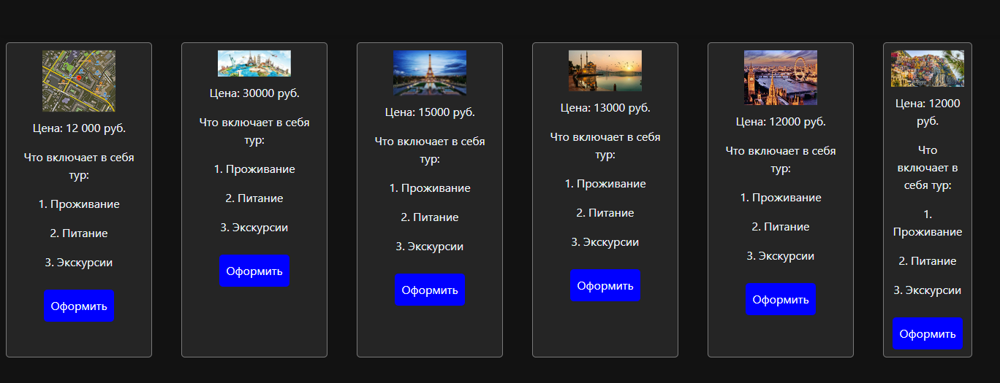 Цена: 12 000 руб.
Что включает в себя
тур:
1. Проживание
2. Питание
3. Экскурсии
Оформить
Цена: 30000 руб.
Что включает в себя
тур:
1. Проживание
2. Питание
3. Экскурсии
Оформить
Цена: 15000 руб.
Что включает в себя
тур:
1. Проживание
2. Питание
3. Экскурсии
Оформить
Цена: 13000 руб.
Что включает в себя
тур:
1. Проживание
2. Питание
3. Экскурсии
Оформить
Цена: 12000 руб.
Что включает в себя
тур:
1. Проживание
2. Питание
3. Экскурсии
Оформить
Цена: 12000
руб.
Что
включает в
себя тур:
1.
Проживание
2. Питание
3. Экскурсии
Оформить